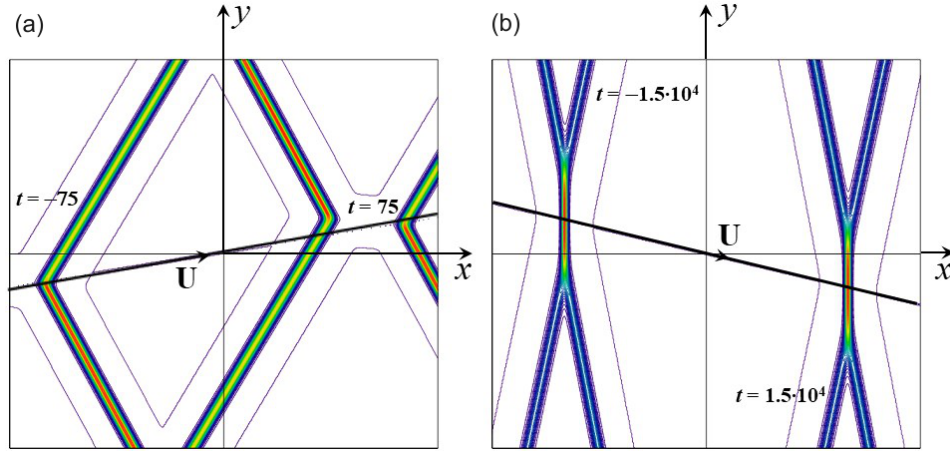 (a)
y
t = −75
t = 75
U
x
(b)
y
t = −1.5·10⁴
U
x
t = 1.5·10⁴